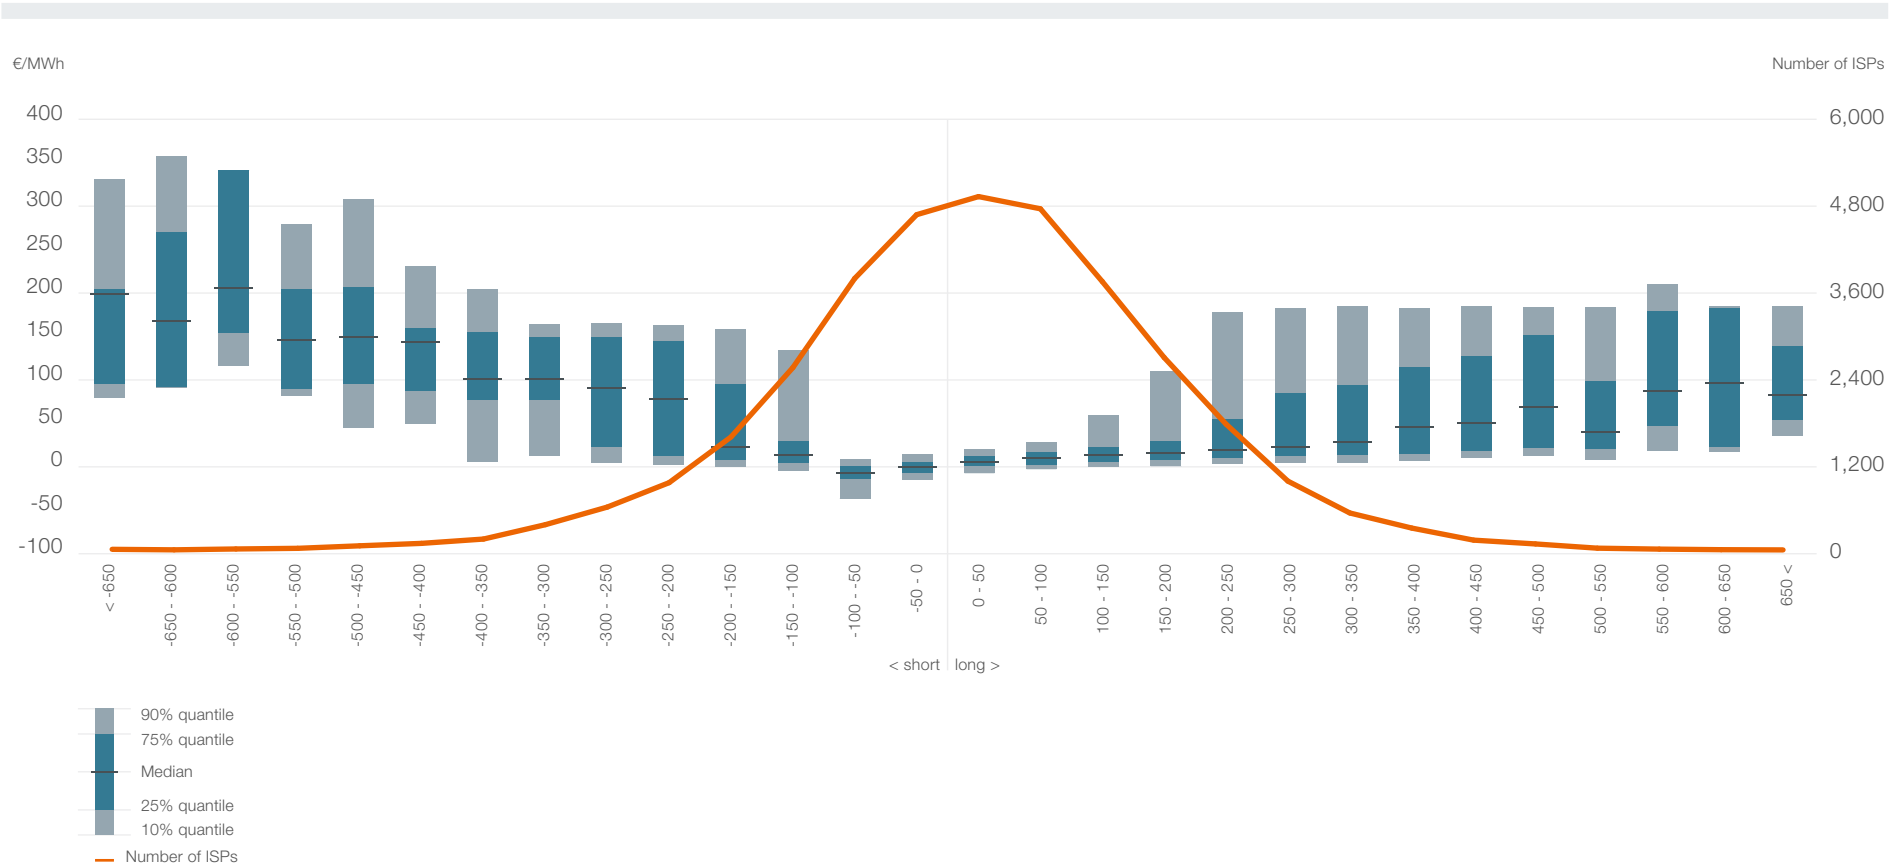 €/MWh
Number of ISPs
400
350
300
250
200
150
100
50
0
-50
-100
6,000
4,800
3,600
2,400
1,200
0
< -650
-650 - -600
-600 - -550
-550 - -500
-500 - -450
-450 - -400
-400 - -350
-350 - -300
-300 - -250
-250 - -200
-200 - -150
-150 - -100
-100 - -50
-50 - 0
0 - 50
50 - 100
100 - 150
150 - 200
200 - 250
250 - 300
300 - 350
350 - 400
400 - 450
450 - 500
500 - 550
550 - 600
600 - 650
650 <
< short
long >
90% quantile
75% quantile
Median
25% quantile
10% quantile
Number of ISPs